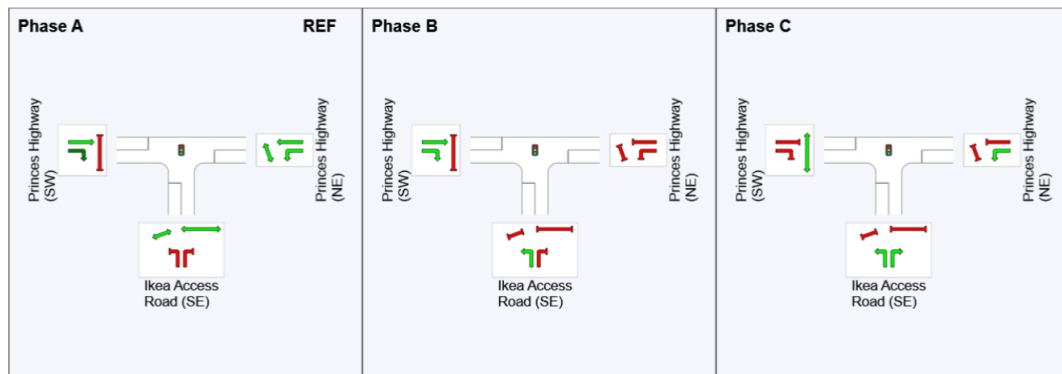 Phase A
REF
Princes Highway
(SW)
Princes Highway
(NE)
Ikea Access
Road (SE)
Phase B
Princes Highway
(SW)
Princes Highway
(NE)
Ikea Access
Road (SE)
Phase C
Princes Highway
(SW)
Princes Highway
(NE)
Ikea Access
Road (SE)